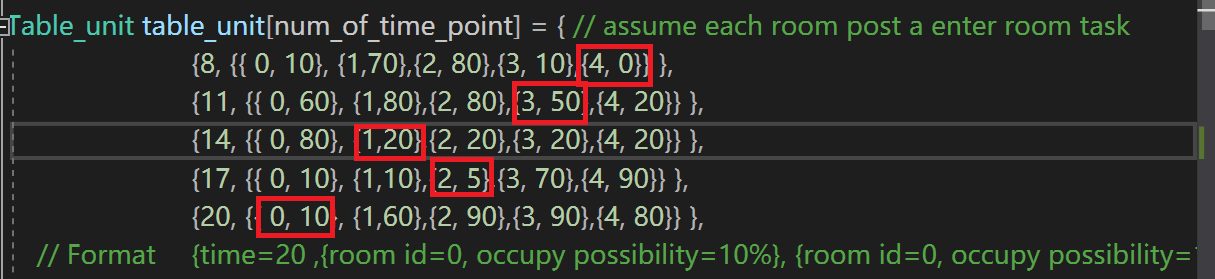 Table_unit table_unit[num_of_time_point] = { // assume each room post a enter room task
{8, {{ 0, 10}, {1,70},{2, 80},{3, 10},{4, 0}} },
{11, {{ 0, 60}, {1,80},{2, 80},{3, 50},{4, 20}} },
{14, {{ 0, 80}, {1,20},{2, 20},{3, 20},{4, 20}} },
{17, {{ 0, 10}, {1,10},{2, 5},{3, 70},{4, 90}} },
{20, {{ 0, 10}, {1,60},{2, 90},{3, 90},{4, 80}} },
// Format {time=20 ,{room id=0, occupy possibility=10%}, {room id=0, occupy possibility=